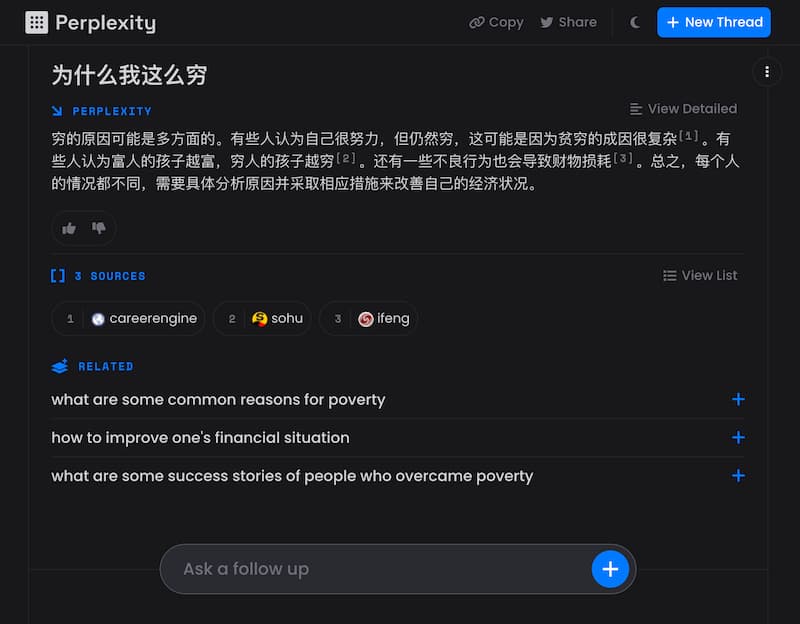 Perplexity
Copy
Share
New Thread
为什么我这么穷
PERPLEXITY
View Detailed
穷的原因可能是多方面的。有些人认为自己很努力，但仍然穷，这可能是因为贫穷的成因很复杂[1]。有
些人认为富人的孩子越富，穷人的孩子越穷[2]。还有一些不良行为也会导致财物损耗[3]。总之，每个人
的情况都不同，需要具体分析原因并采取相应措施来改善自己的经济状况。
3 SOURCES
View List
1 careerengine
2 sohu
3 ifeng
RELATED
what are some common reasons for poverty
how to improve one's financial situation
what are some success stories of people who overcame poverty
Ask a follow up